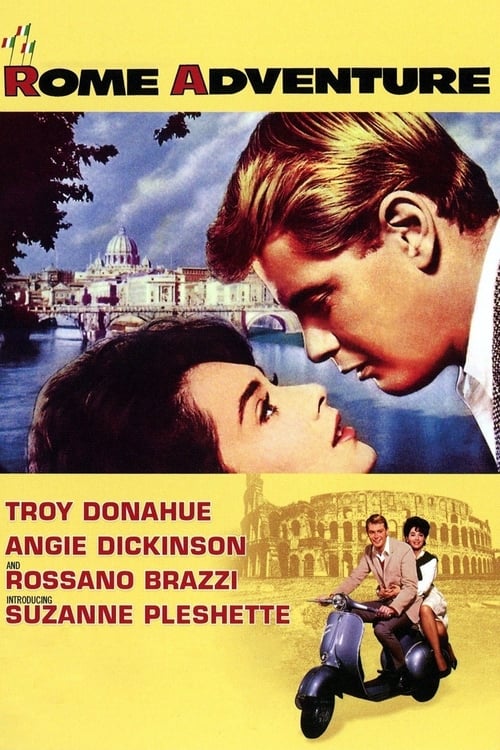 ROME ADVENTURE
TROY DONAHUE
ANGIE DICKINSON
AND
ROSSANO BRAZZI
INTRODUCING
SUZANNE PLESHETTE